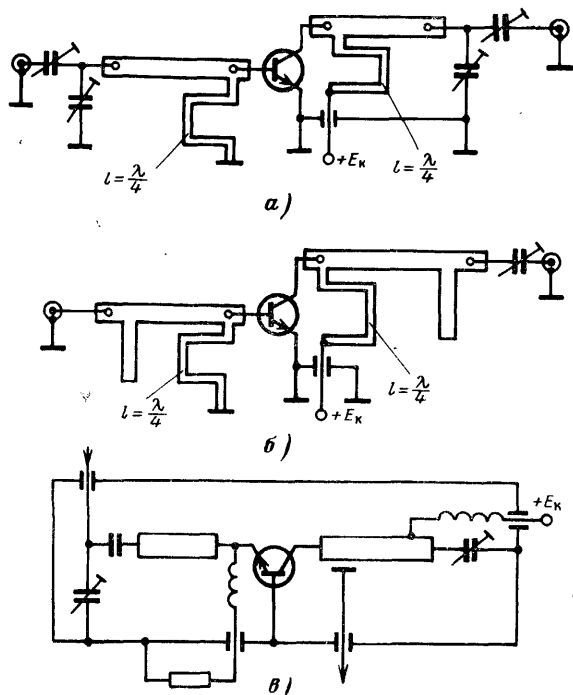 l = λ/4
+Eк
l = λ/4
а)
l = λ/4
+Eк
l = λ/4
б)
+Eк
в)